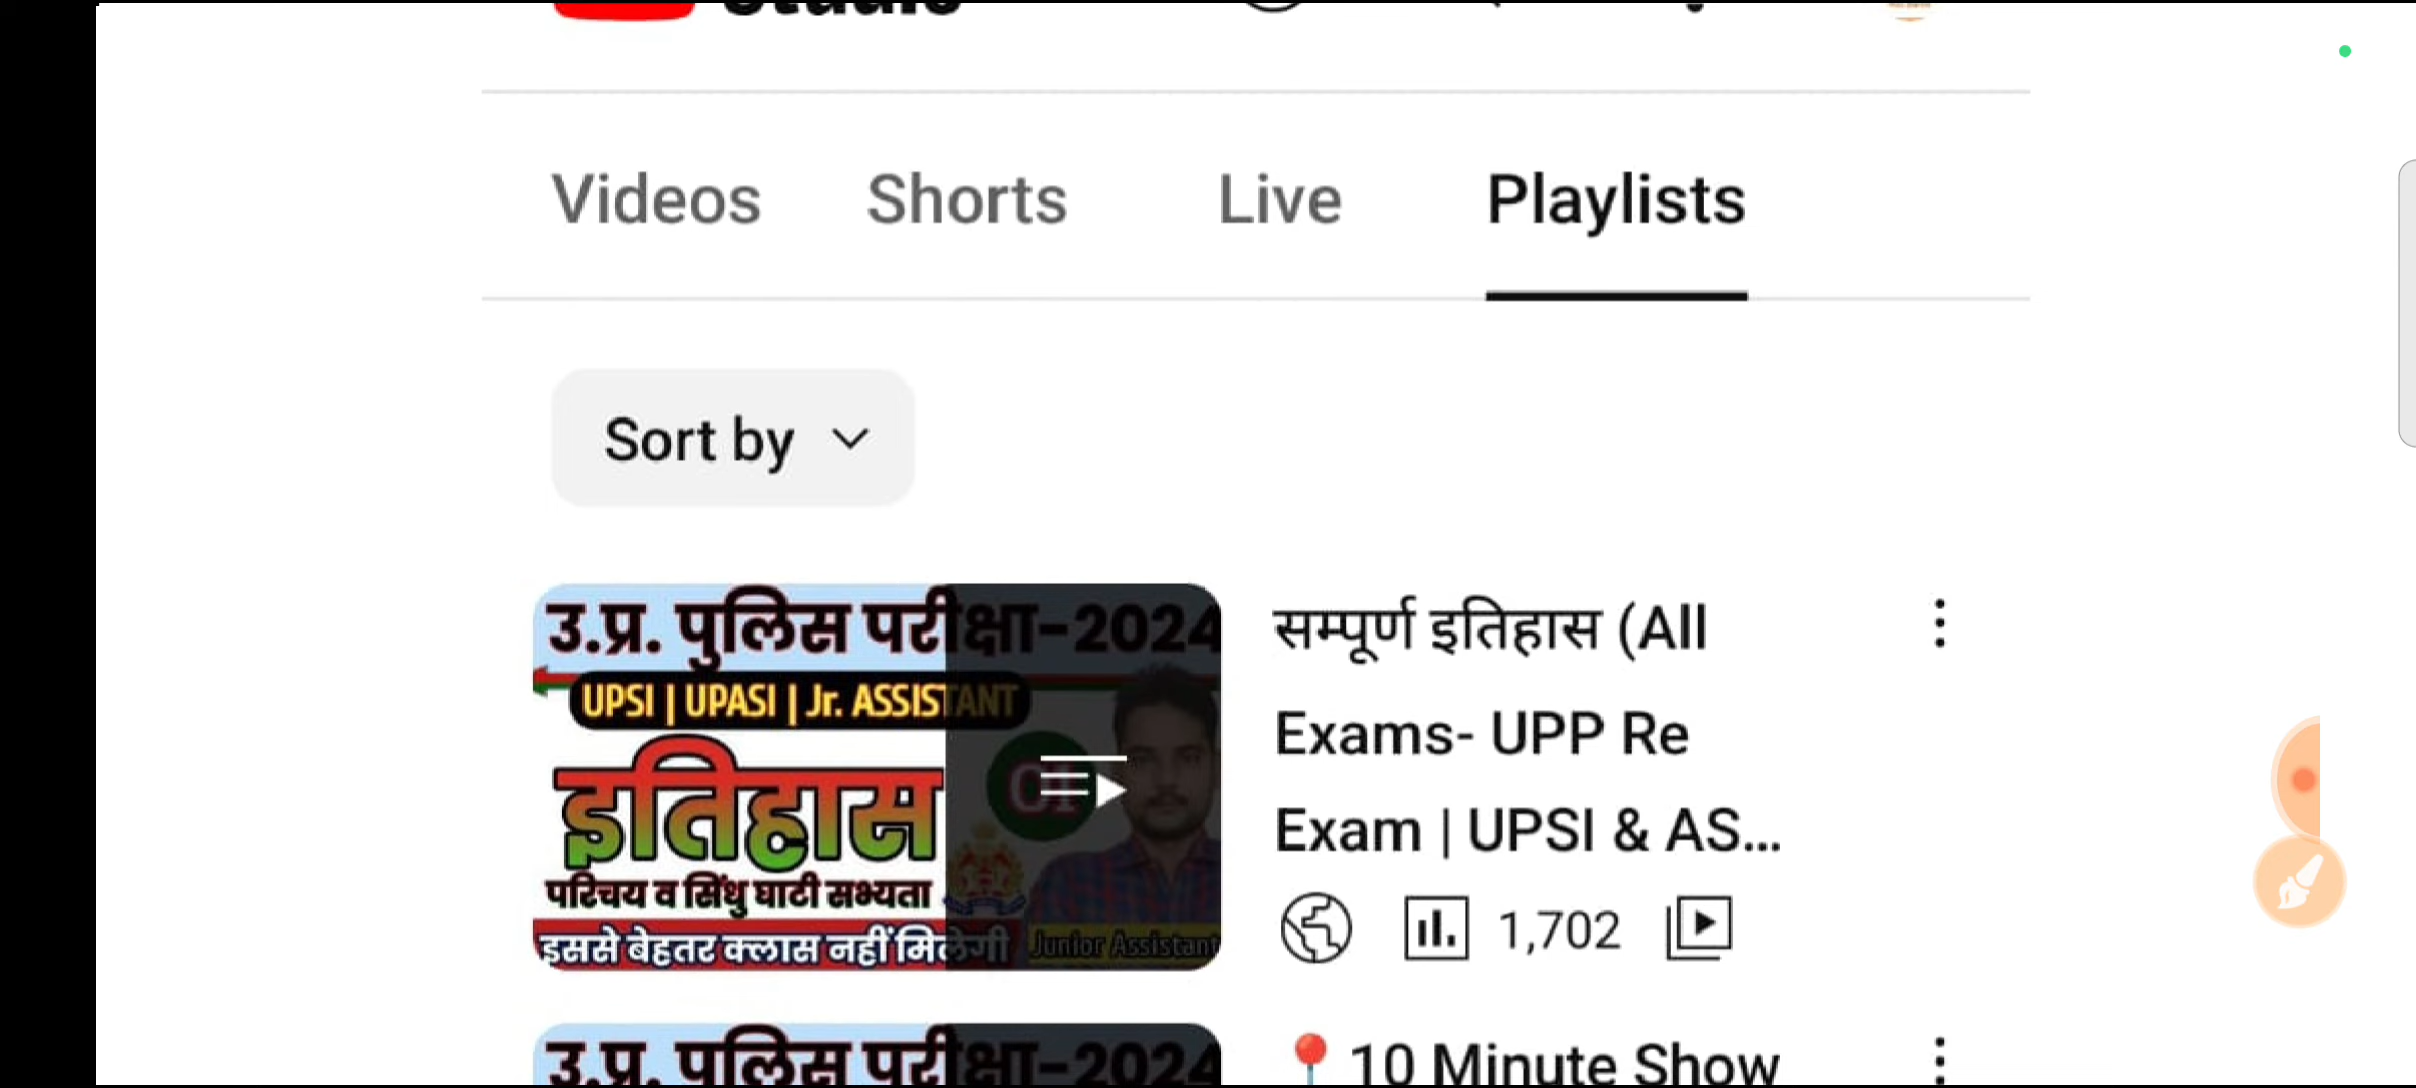 Studio
Videos Shorts Live Playlists
Sort by
उ.प्र. पुलिस परीक्षा-2024
UPSI | UPASI | Jr. ASSISTANT
इतिहास
परिचय व सिंधु घाटी सभ्यता
इससे बेहतर क्लास नहीं मिलेगी
Junior Assistant
सम्पूर्ण इतिहास (All
Exams- UPP Re
Exam | UPSI & AS...
1,702
उ.प्र. पुलिस परीक्षा-2024
10 Minute Show